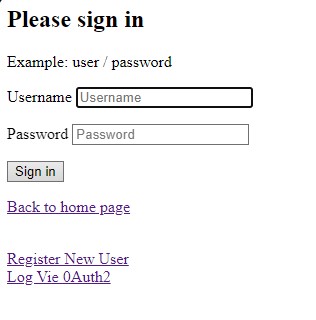 Please sign in
Example: user / password
Username Username
Password Password
Sign in
Back to home page
Register New User
Log Vie 0Auth2